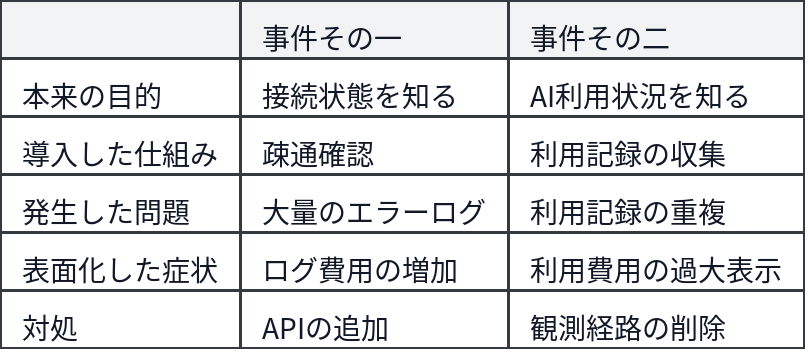 事件その一 事件その二
本来の目的 接続状態を知る AI利用状況を知る
導入した仕組み 疎通確認 利用記録の収集
発生した問題 大量のエラーログ 利用記録の重複
表面化した症状 ログ費用の増加 利用費用の過大表示
対処 APIの追加 観測経路の削除